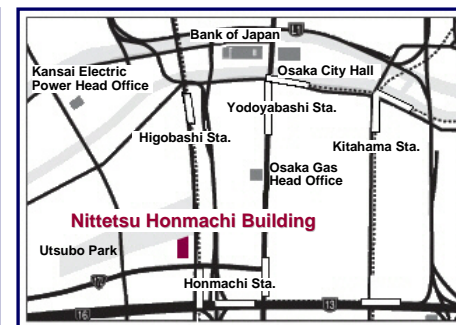 Bank of Japan
Kansai Electric
Power Head Office
Osaka City Hall
Yodoyabashi Sta.
Higobashi Sta.
Kitahama Sta.
Osaka Gas
Head Office
Nittetsu Honmachi Building
Utsubo Park
Honmachi Sta.
16
13